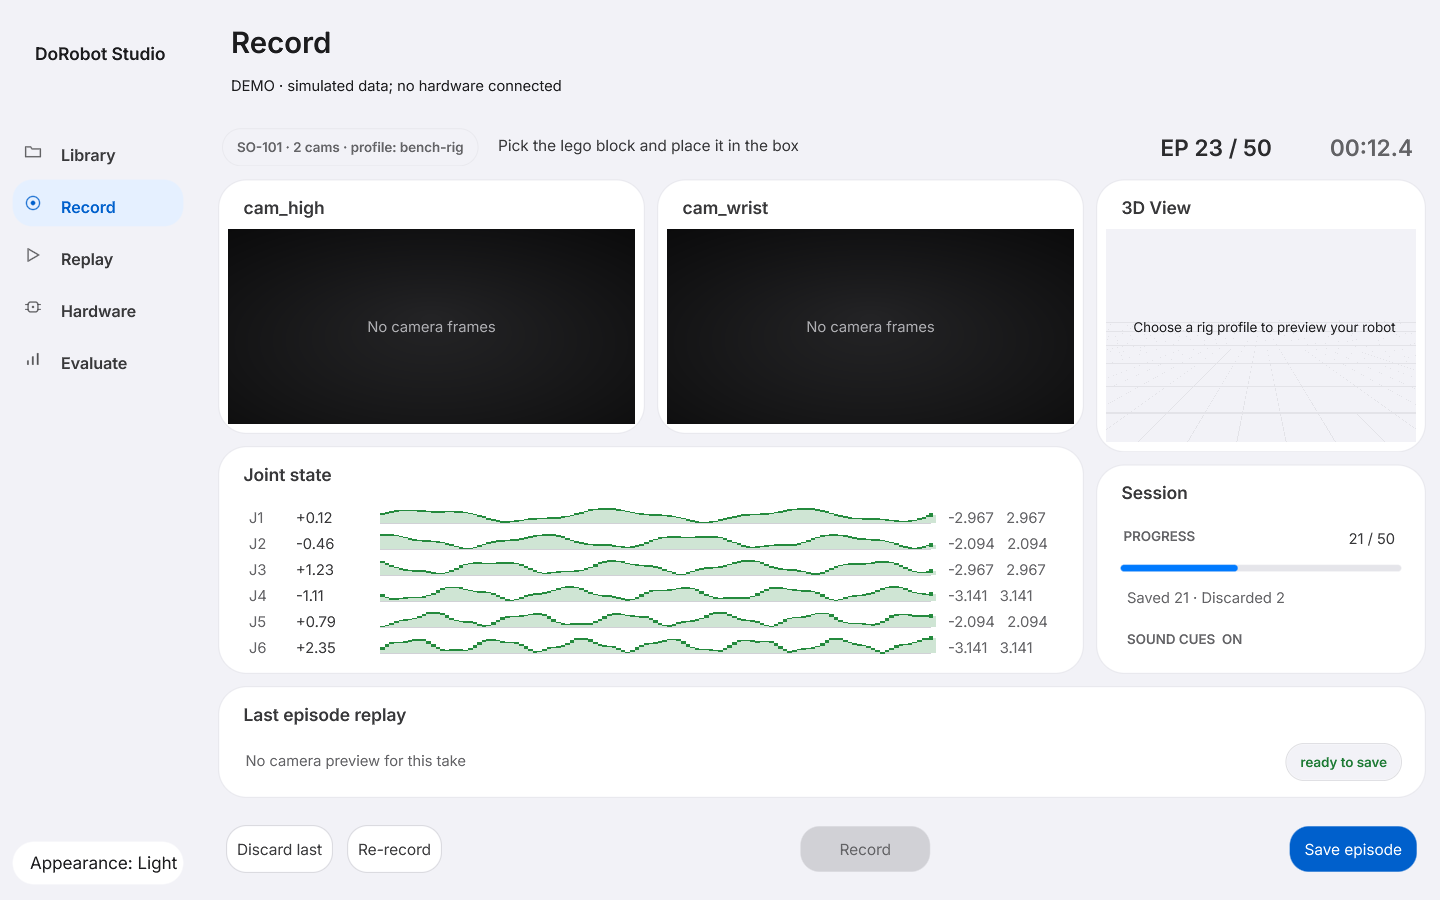 DoRobot Studio
Library
Record
Replay
Hardware
Evaluate
Appearance: Light
Record
DEMO · simulated data; no hardware connected
SO-101 · 2 cams · profile: bench-rig
Pick the lego block and place it in the box
EP 23 / 50
00:12.4
cam_high
No camera frames
cam_wrist
No camera frames
3D View
Choose a rig profile to preview your robot
Joint state
J1 +0.12 -2.967 2.967
J2 -0.46 -2.094 2.094
J3 +1.23 -2.967 2.967
J4 -1.11 -3.141 3.141
J5 +0.79 -2.094 2.094
J6 +2.35 -3.141 3.141
Session
PROGRESS 21 / 50
Saved 21 · Discarded 2
SOUND CUES ON
Last episode replay
No camera preview for this take
ready to save
Discard last
Re-record
Record
Save episode